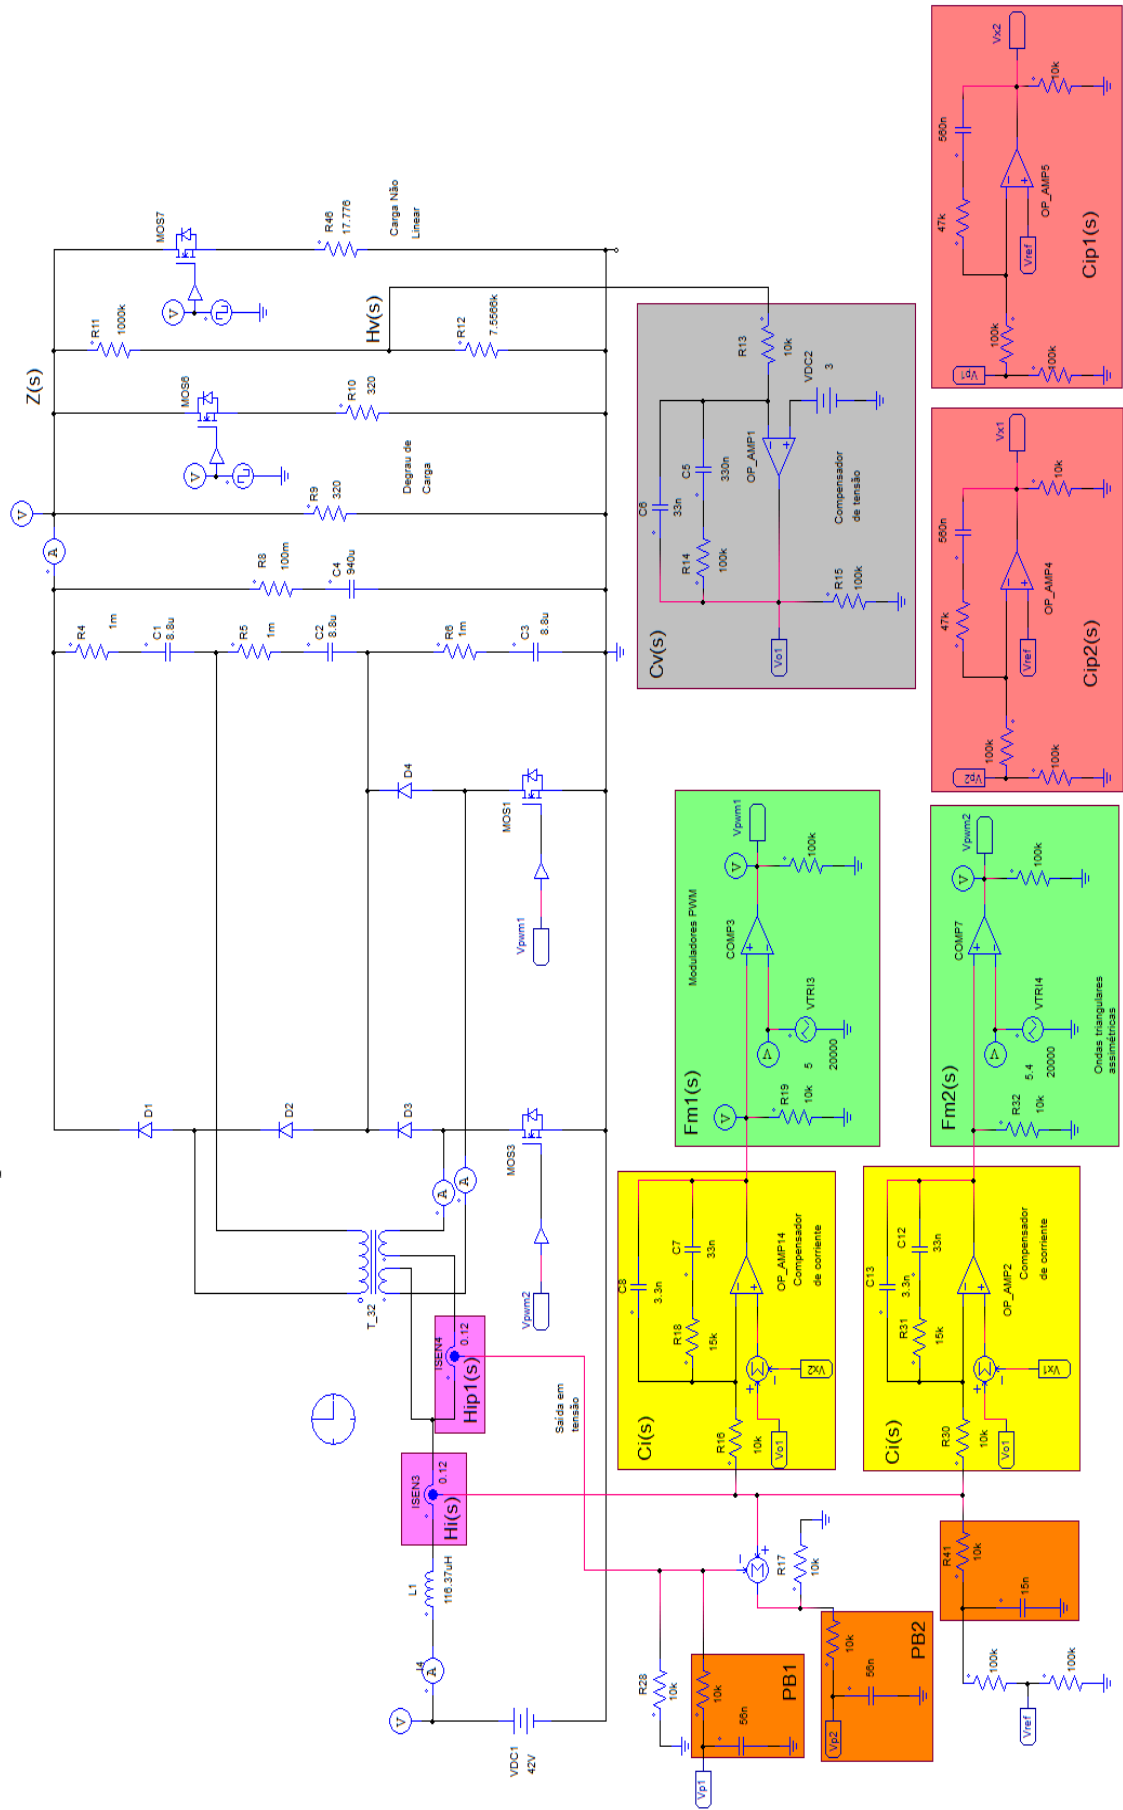 Z(s)
MOS7
R46
17.776
Carga Não
Linear
R11
1000k
Hv(s)
R12
7.5566k
MOS6
R10
320
Degrau de
Carga
V
A
R9
320
R8
100m
C4
940u
R4
1m
C1
8.8u
R5
1m
C2
8.8u
R6
1m
C3
8.8u
D1
D2
D3
D4
MOS1
Vpwm1
MOS3
Vpwm2
T_32
ISEN4
0.12
Hip1(s)
ISEN3
0.12
Hi(s)
L1
116.37uH
A
V
VDC1
42V
Saída em
tensão
Cv(s)
C6
33n
C5
330n
R14
100k
R15
100k
Vo1
OP_AMP1
Compensador
de tensão
R13
10k
VDC2
3
Fm1(s)
Moduladores PWM
Vpwm1
V
100k
COMP3
VTRI3
5
20000
R19
10k
V
Fm2(s)
Vpwm2
V
100k
COMP7
VTRI4
5.4
20000
R32
10k
Ondas triangulares
assimétricas
Ci(s)
C8
3.3n
C7
33n
R18
15k
OP_AMP14
Compensador
de corriente
R16
10k
Vo1
Vx2
Ci(s)
C13
3.3n
C12
33n
R31
15k
OP_AMP2
Compensador
de corriente
R30
10k
Vo1
Vx1
Cip1(s)
Vx2
10k
560n
47k
OP_AMP5
Vref
100k
Vp1
100k
Cip2(s)
Vx1
10k
560n
47k
OP_AMP4
Vref
100k
Vp2
100k
R28
10k
10k
PB1
56n
Vp1
R17
10k
10k
PB2
56n
Vp2
R41
10k
15n
100k
100k
Vref